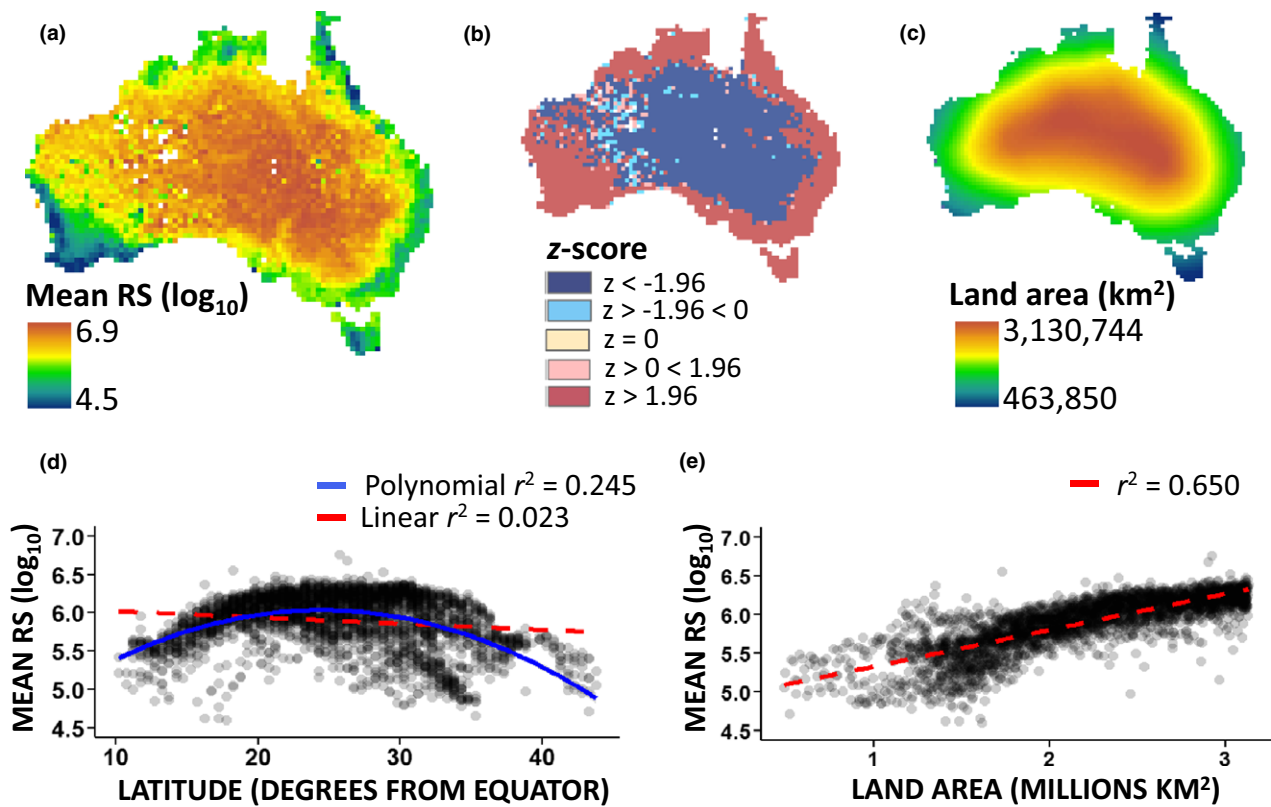 (a)
Mean RS (log₁₀)
6.9
4.5
(b)
z-score
z < -1.96
z > -1.96 < 0
z = 0
z > 0 < 1.96
z > 1.96
(c)
Land area (km²)
3,130,744
463,850
(d)
Polynomial r² = 0.245
Linear r² = 0.023
MEAN RS (log₁₀)
7.0
6.5
6.0
5.5
5.0
4.5
10 20 30 40
LATITUDE (DEGREES FROM EQUATOR)
(e)
r² = 0.650
MEAN RS (log₁₀)
7.0
6.5
6.0
5.5
5.0
4.5
1 2 3
LAND AREA (MILLIONS KM²)